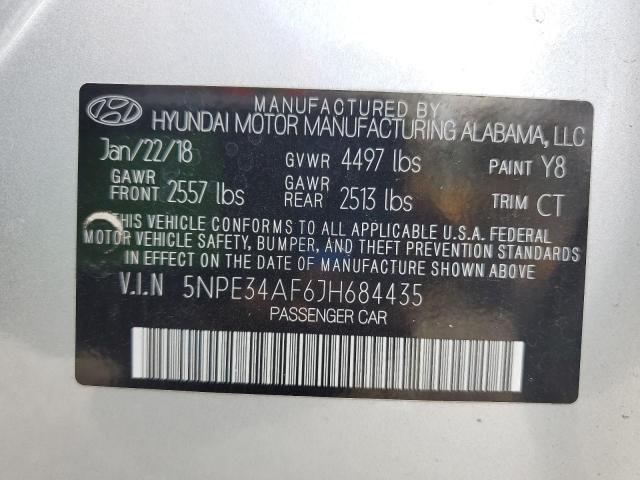 MANUFACTURED BY
HYUNDAI MOTOR MANUFACTURING ALABAMA, LLC
Jan/22/18 GVWR 4497 lbs PAINT Y8
GAWR FRONT 2557 lbs GAWR REAR 2513 lbs TRIM CT
THIS VEHICLE CONFORMS TO ALL APPLICABLE U.S.A. FEDERAL
MOTOR VEHICLE SAFETY, BUMPER, AND THEFT PREVENTION STANDARDS
IN EFFECT ON THE DATE OF MANUFACTURE SHOWN ABOVE
V.I.N 5NPE34AF6JH684435
PASSENGER CAR